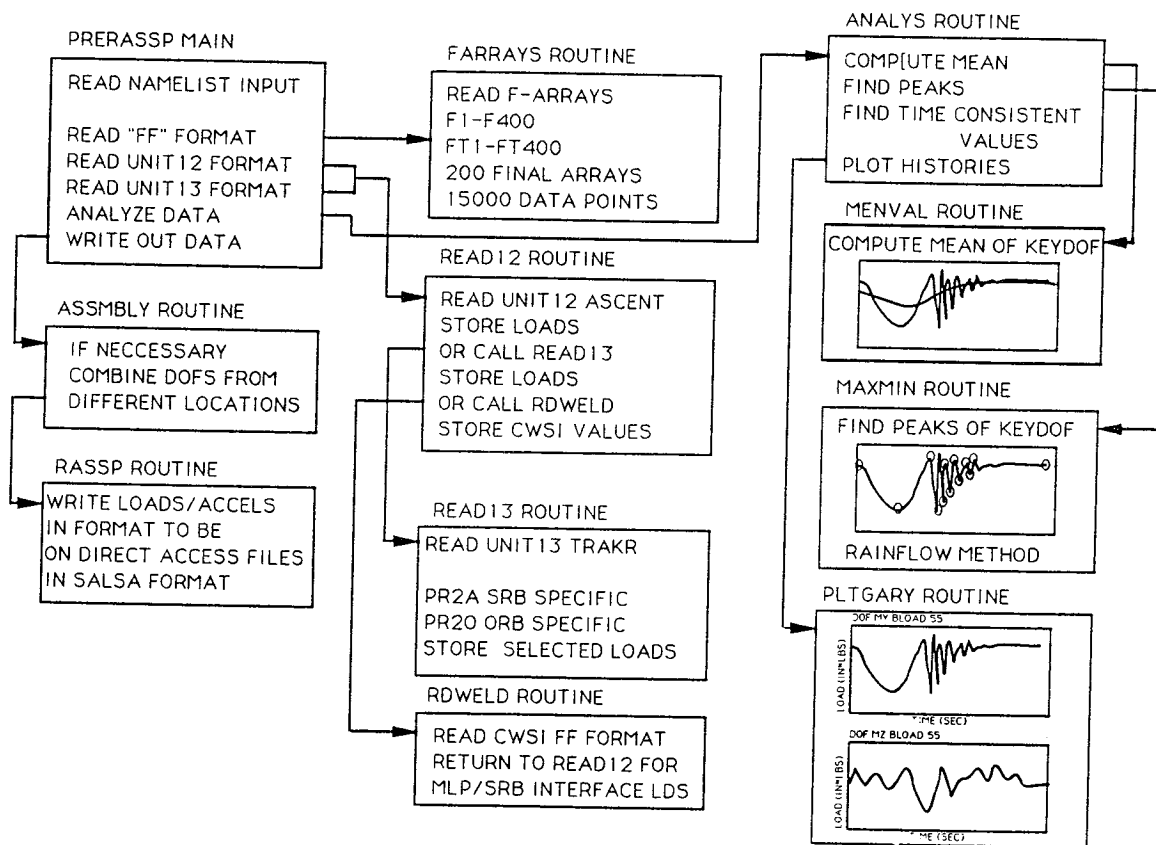 PRERASSP MAIN
READ NAMELIST INPUT
READ "FF" FORMAT
READ UNIT12 FORMAT
READ UNIT13 FORMAT
ANALYZE DATA
WRITE OUT DATA
ASSMBLY ROUTINE
IF NECCESSARY
COMBINE DOFS FROM
DIFFERENT LOCATIONS
RASSP ROUTINE
WRITE LOADS/ACCELS
IN FORMAT TO BE
ON DIRECT ACCESS FILES
IN SALSA FORMAT
FARRAYS ROUTINE
READ F-ARRAYS
F1-F400
FT1-FT400
200 FINAL ARRAYS
15000 DATA POINTS
READ12 ROUTINE
READ UNIT12 ASCENT
STORE LOADS
OR CALL READ13
STORE LOADS
OR CALL RDWELD
STORE CWSI VALUES
READ13 ROUTINE
READ UNIT13 TRAKR
PR2A SRB SPECIFIC
PR20 ORB SPECIFIC
STORE SELECTED LOADS
RDWELD ROUTINE
READ CWSI FF FORMAT
RETURN TO READ12 FOR
MLP/SRB INTERFACE LDS
ANALYS ROUTINE
COMP[UTE MEAN
FIND PEAKS
FIND TIME CONSISTENT
VALUES
PLOT HISTORIES
MENVAL ROUTINE
COMPUTE MEAN OF KEYDOF
MAXMIN ROUTINE
FIND PEAKS OF KEYDOF
RAINFLOW METHOD
PLTGARY ROUTINE
DOF MY BLOAD 55
LOAD (IN*LBS)
TIME (SEC)
DOF MZ BLOAD 55
LOAD (IN*LBS)
TIME (SEC)